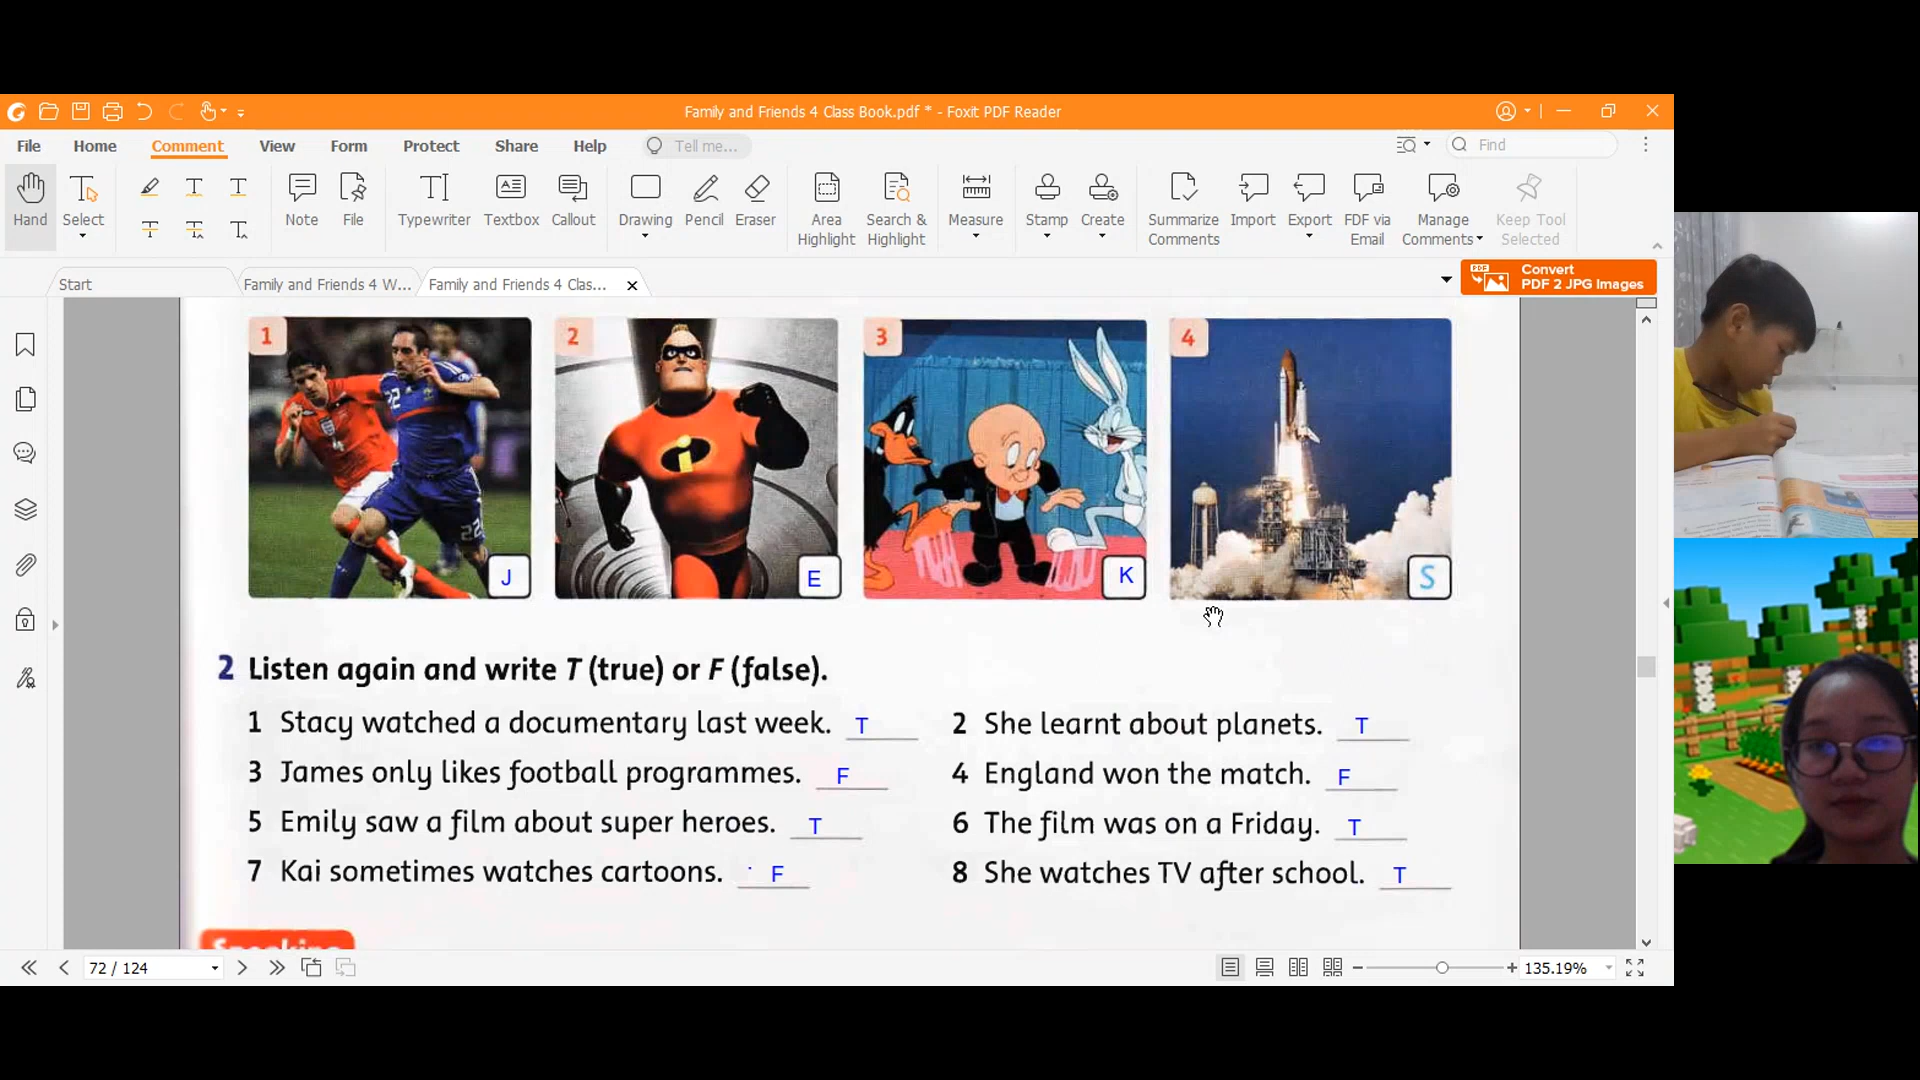 Family and Friends 4 Class Book.pdf * - Foxit PDF Reader
File Home Comment View Form Protect Share Help Tell me... Find
Hand Select Note File Typewriter Textbox Callout Drawing Pencil Eraser Area Highlight Search & Highlight Measure Stamp Create Summarize Comments Import Export FDF via Email Manage Comments Keep Tool Selected
Start Family and Friends 4 W... Family and Friends 4 Clas...
PDF Convert
PDF 2 JPG Images
1 2 3 4
22 4 22 i
J E K S
2 Listen again and write T (true) or F (false).
1 Stacy watched a documentary last week. T
2 She learnt about planets. T
3 James only likes football programmes. F
4 England won the match. F
5 Emily saw a film about super heroes. T
6 The film was on a Friday. T
7 Kai sometimes watches cartoons. F
8 She watches TV after school. T
Speaking
72 / 124 135.19%